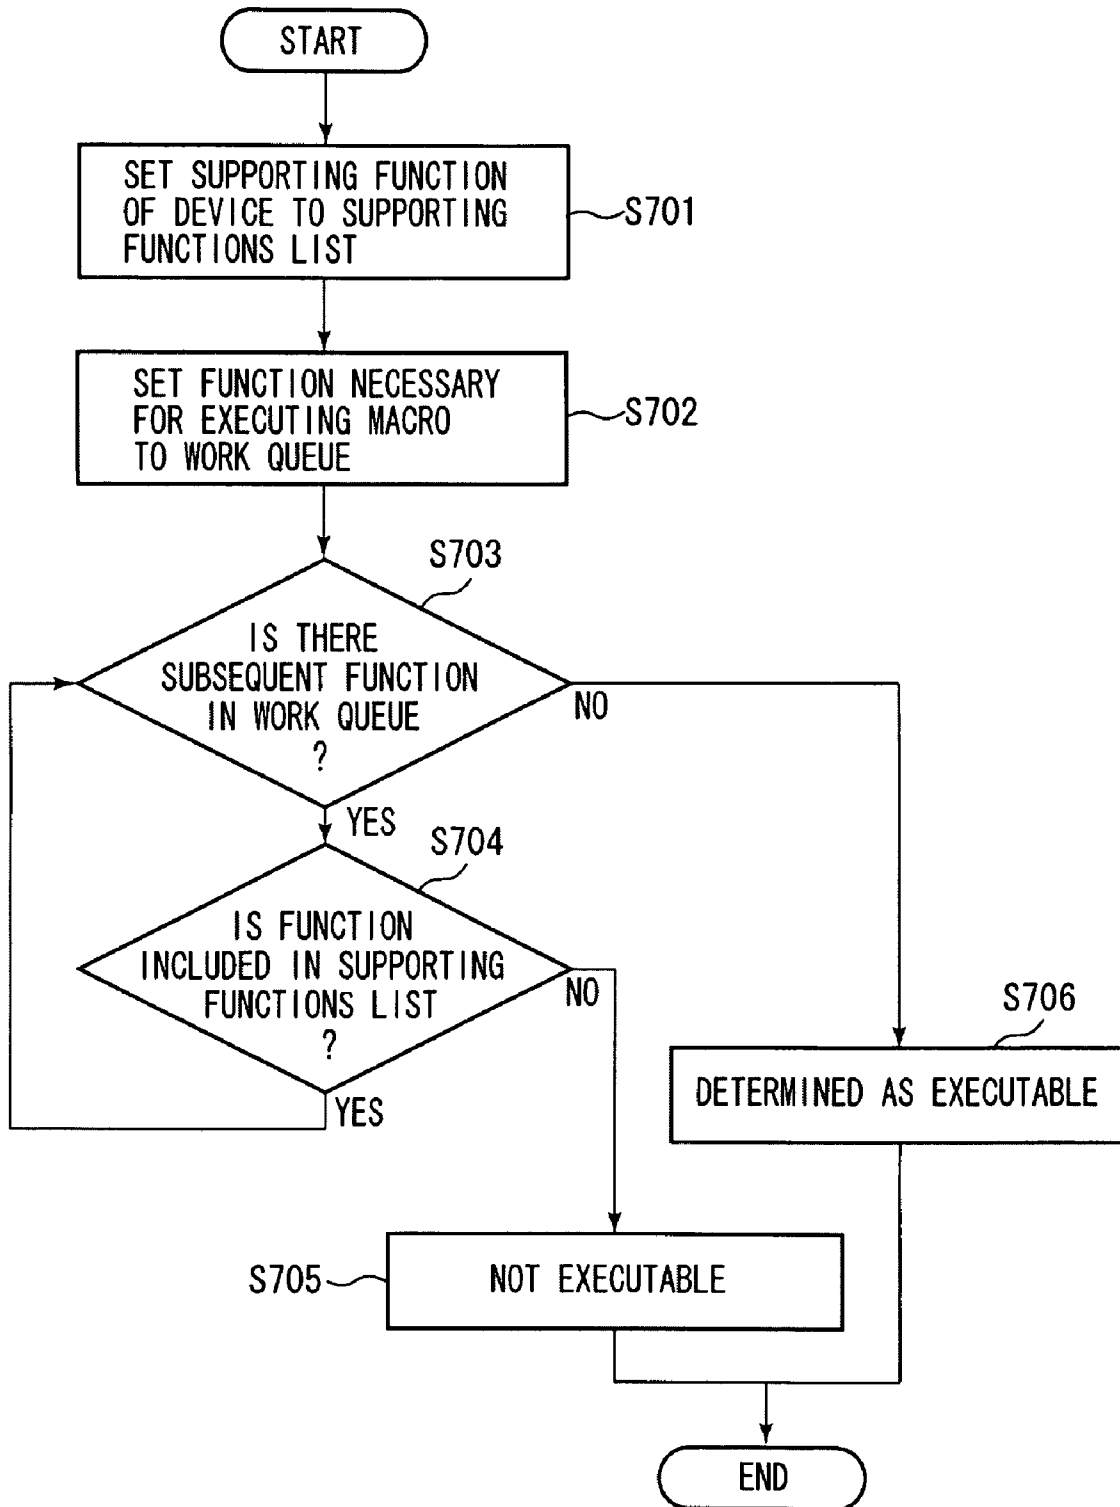 START
SET SUPPORTING FUNCTION
OF DEVICE TO SUPPORTING
FUNCTIONS LIST
S701
SET FUNCTION NECESSARY
FOR EXECUTING MACRO
TO WORK QUEUE
S702
S703
IS THERE
SUBSEQUENT FUNCTION
IN WORK QUEUE
?
NO
YES
S704
IS FUNCTION
INCLUDED IN SUPPORTING
FUNCTIONS LIST
?
NO
YES
S706
DETERMINED AS EXECUTABLE
S705
NOT EXECUTABLE
END